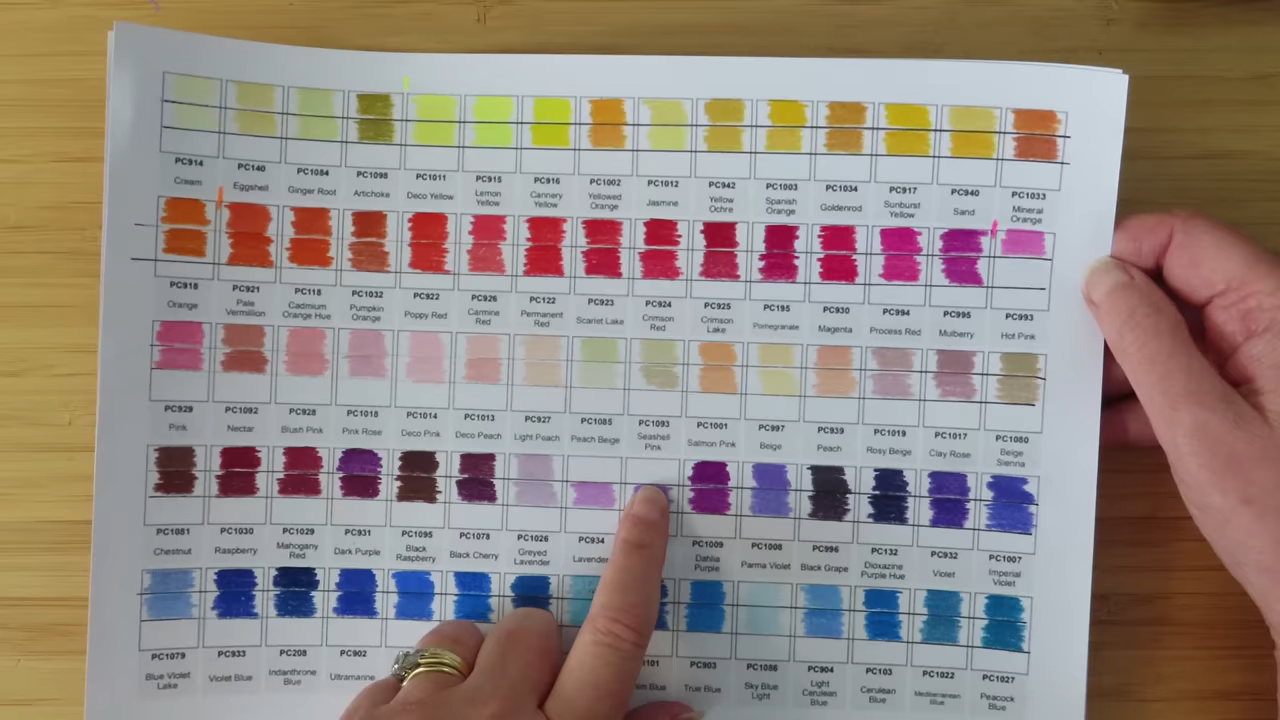 PC914 PC140 PC1084 PC1098 PC1011 PC915 PC916 PC1002 PC1012 PC942 PC1003 PC1034 PC917 PC940 PC1033
Cream Eggshell Ginger Root Artichoke Deco Yellow Lemon Yellow Cannery Yellow Yellowed Orange Jasmine Yellow Ochre Spanish Orange Goldenrod Sunburst Yellow Sand Mineral Orange
PC918 PC921 PC118 PC1032 PC922 PC926 PC122 PC923 PC924 PC925 PC195 PC930 PC994 PC995 PC993
Orange Pale Vermillion Cadmium Orange Hue Pumpkin Orange Poppy Red Carmine Red Permanent Red Scarlet Lake Crimson Red Crimson Lake Pomegranate Magenta Process Red Mulberry Hot Pink
PC929 PC1092 PC928 PC1018 PC1014 PC1013 PC927 PC1085 PC1093 PC1001 PC997 PC939 PC1019 PC1017 PC1080
Pink Nectar Blush Pink Pink Rose Deco Pink Deco Peach Light Peach Peach Beige Seashell Pink Salmon Pink Beige Peach Rosy Beige Clay Rose Beige Sienna
PC1081 PC1030 PC1029 PC931 PC1095 PC1078 PC1026 PC934 PC1009 PC1008 PC996 PC132 PC932 PC1007
Chestnut Raspberry Mahogany Red Dark Purple Black Raspberry Black Cherry Greyed Lavender Lavender Dahlia Purple Parma Violet Black Grape Dioxazine Purple Hue Violet Imperial Violet
PC1079 PC933 PC208 PC902 101 PC903 PC1086 PC904 PC103 PC1022 PC1027
Blue Violet Lake Violet Blue Indanthrone Blue Ultramarine Blue True Blue Sky Blue Light Light Cerulean Blue Cerulean Blue Mediterranean Blue Peacock Blue